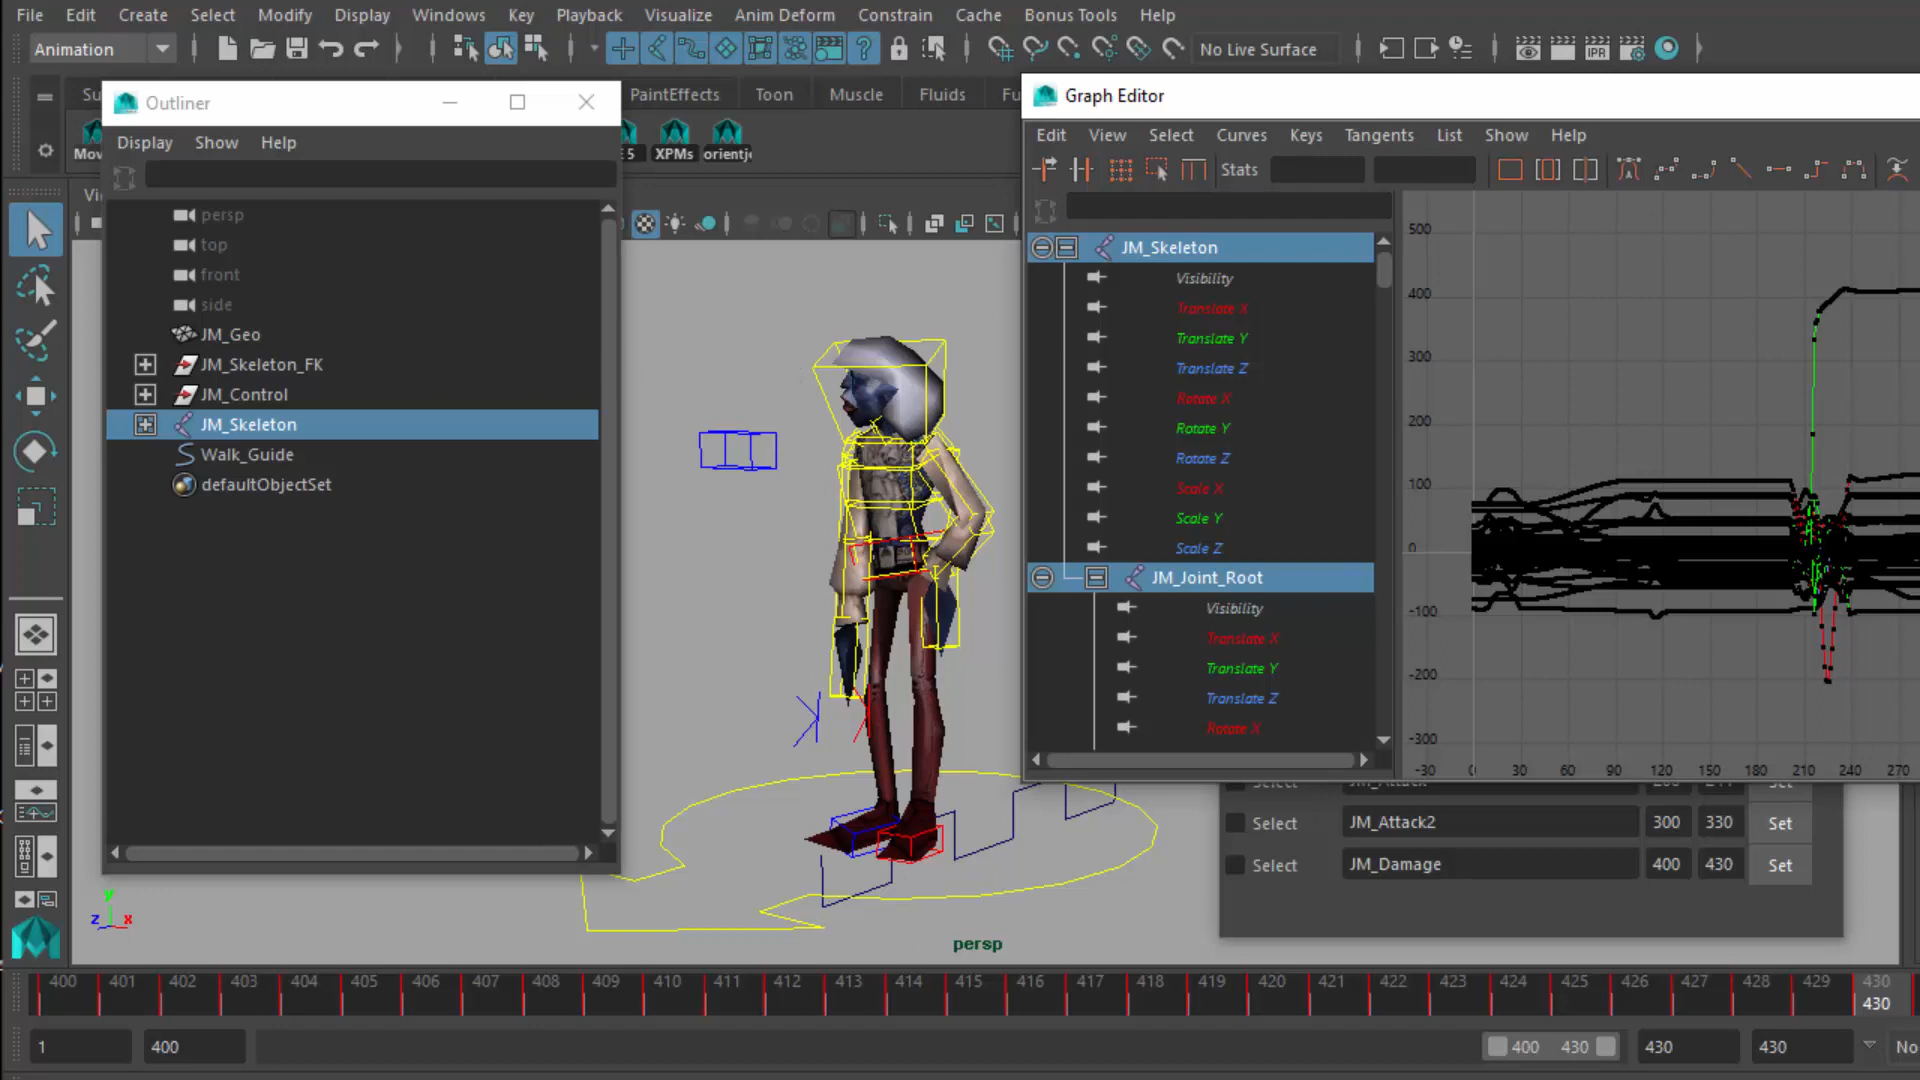 File Edit Create Select Modify Display Windows Key Playback Visualize Anim Deform Constrain Cache Bonus Tools Help
Animation
No Live Surface
IPR
Outliner
Display Show Help
persp
top
front
side
JM_Geo
JM_Skeleton_FK
JM_Control
JM_Skeleton
Walk_Guide
defaultObjectSet
PaintEffects Toon Muscle Fluids Fu
Mov
5 XPMs orientj
Graph Editor
Edit View Select Curves Keys Tangents List Show Help
Stats
JM_Skeleton
Visibility
Translate X
Translate Y
Translate Z
Rotate X
Rotate Y
Rotate Z
Scale X
Scale Y
Scale Z
JM_Joint_Root
Visibility
Translate X
Translate Y
Translate Z
Rotate X
500
400
300
200
100
0
-100
-200
-300
-30 0 30 60 90 120 150 180 210 240 270
Select JM_Attack2 300 330 Set
Select JM_Damage 400 430 Set
y
z x
persp
400 401 402 403 404 405 406 407 408 409 410 411 412 413 414 415 416 417 418 419 420 421 422 423 424 425 426 427 428 429 430
430
1 400 400 430 430 430 No